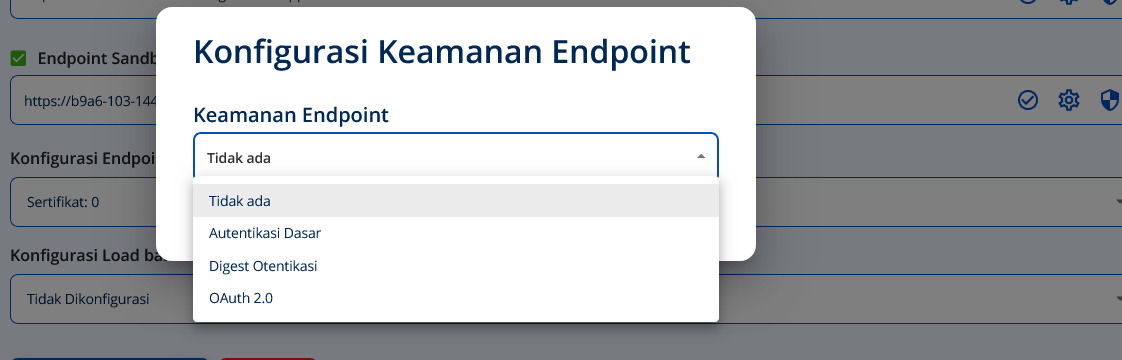 Konfigurasi Keamanan Endpoint
Endpoint Sandb
Keamanan Endpoint
https://b9a6-103-144
Tidak ada
Konfigurasi Endpoi
Tidak ada
Sertifikat: 0
Autentikasi Dasar
Konfigurasi Load ba
Digest Otentikasi
Tidak Dikonfigurasi
OAuth 2.0